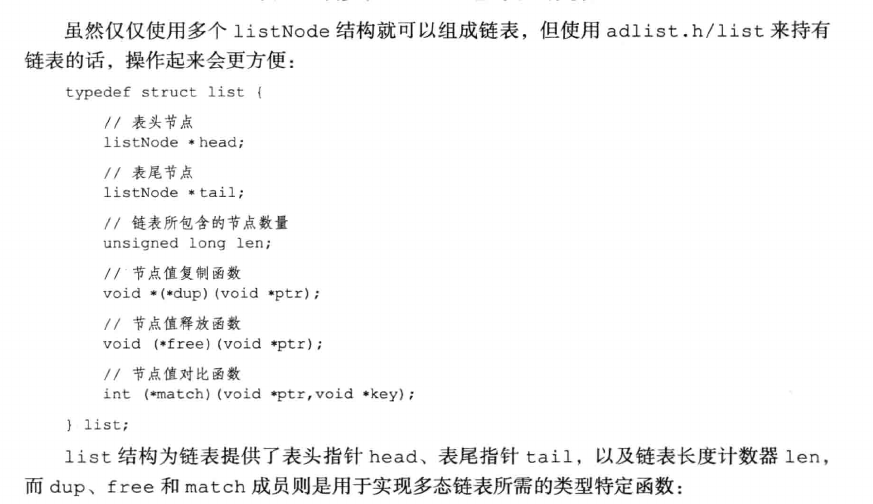 虽然仅仅使用多个 listNode 结构就可以组成链表，但使用 adlist.h/list 来持有
链表的话，操作起来会更方便：
typedef struct list {
// 表头节点
listNode *head;
// 表尾节点
listNode *tail;
// 链表所包含的节点数量
unsigned long len;
// 节点值复制函数
void *(*dup)(void *ptr);
// 节点值释放函数
void (*free)(void *ptr);
// 节点值对比函数
int (*match)(void *ptr,void *key);
} list;
list 结构为链表提供了表头指针 head、表尾指针 tail，以及链表长度计数器 len，
而 dup、free 和 match 成员则是用于实现多态链表所需的类型特定函数：